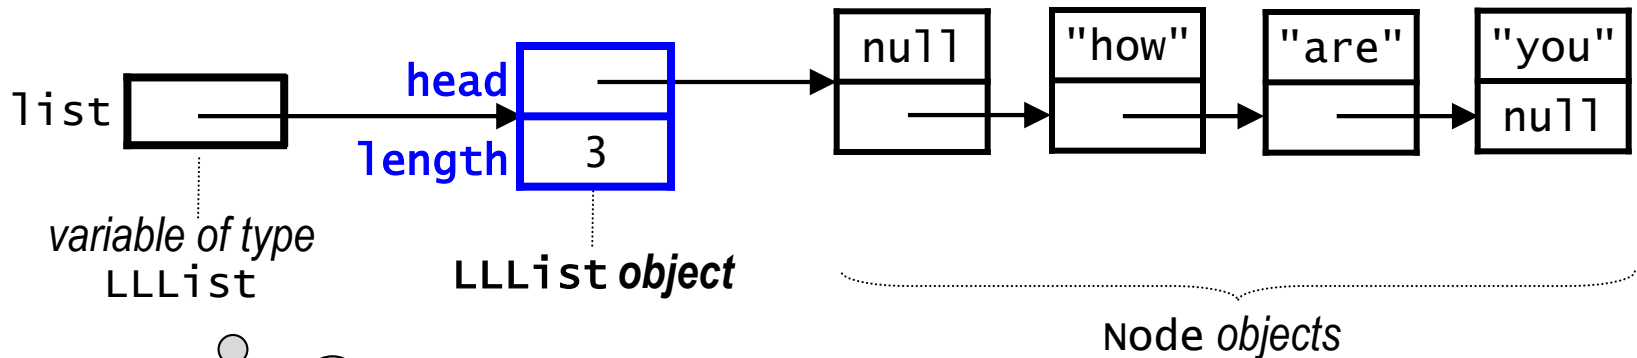 null "how" "are" "you"
head
list
null
length 3
variable of type
LLList
LLList object
Node objects